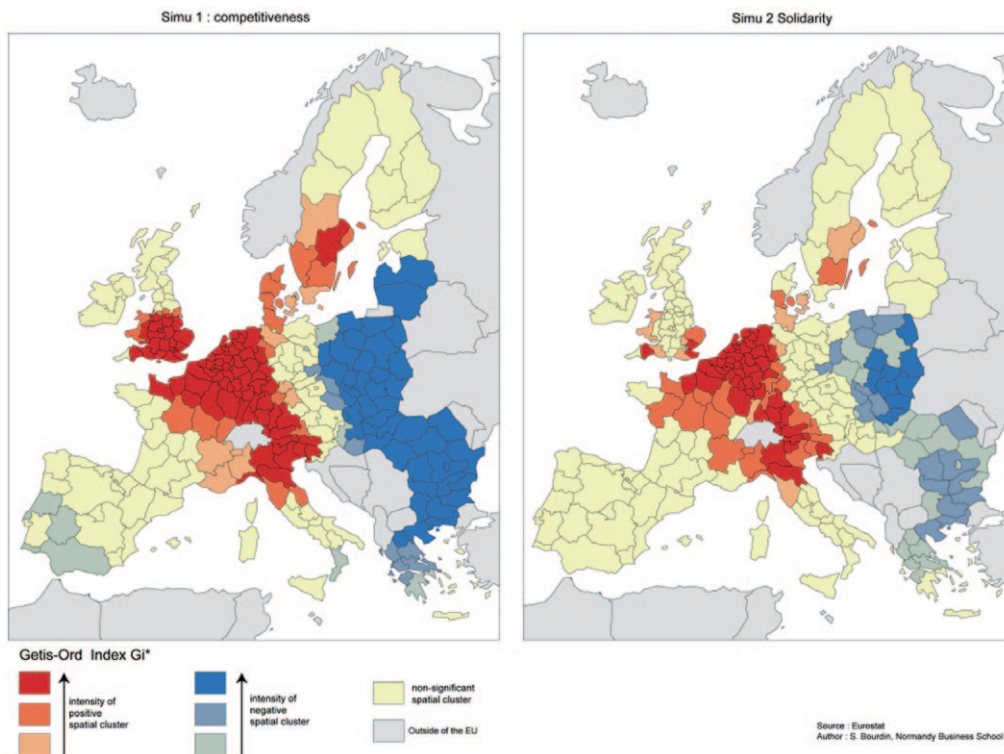 Simu 1 : competitiveness
Simu 2 Solidarity
Getis-Ord Index Gi*
intensity of
positive
spatial cluster
intensity of
negative
spatial cluster
non-significant
spatial cluster
Outside of the EU
Source : Eurostat
Author : S. Bourdin, Normandy Business School